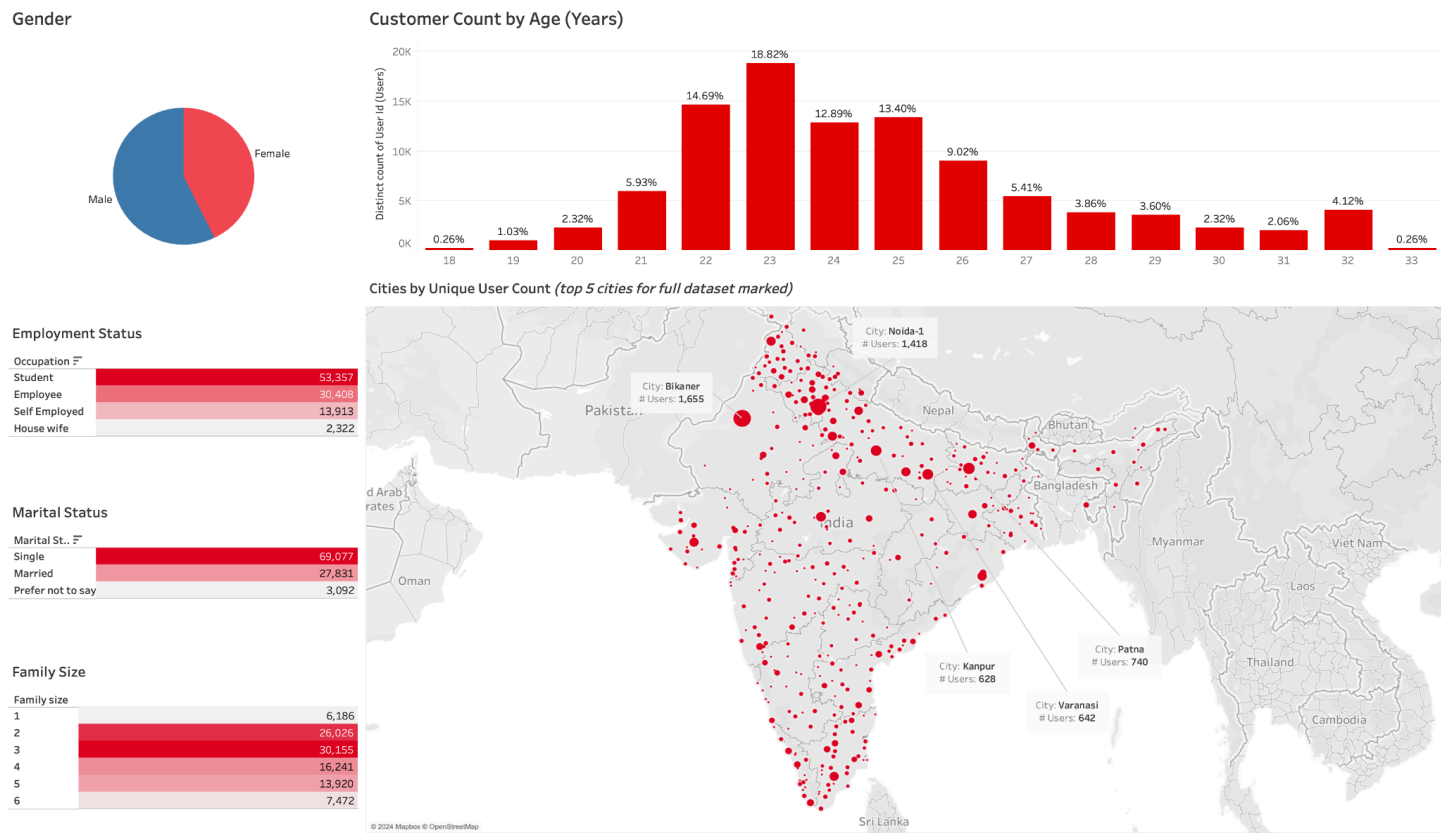 Gender
Female
Male
Customer Count by Age (Years)
Distinct count of User Id (Users)
20K
15K
10K
5K
0K
0.26%
1.03%
2.32%
5.93%
14.69%
18.82%
12.89%
13.40%
9.02%
5.41%
3.86%
3.60%
2.32%
2.06%
4.12%
0.26%
18 19 20 21 22 23 24 25 26 27 28 29 30 31 32 33
Employment Status
Occupation
Student 53,357
Employee 30,408
Self Employed 13,913
House wife 2,322
Marital Status
Marital St..
Single 69,077
Married 27,831
Prefer not to say 3,092
Family Size
Family size
1 6,186
2 26,026
3 30,155
4 16,241
5 13,920
6 7,472
Cities by Unique User Count (top 5 cities for full dataset marked)
City: Noida-1
# Users: 1,418
City: Bikaner
# Users: 1,655
Pakistan
Nepal
Bhutan
Bangladesh
d Arab
rates
Oman
India
Myanmar
Viet Nam
Laos
Thailand
Cambodia
Sri Lanka
City: Patna
# Users: 740
City: Kanpur
# Users: 628
City: Varanasi
# Users: 642
© 2024 Mapbox © OpenStreetMap